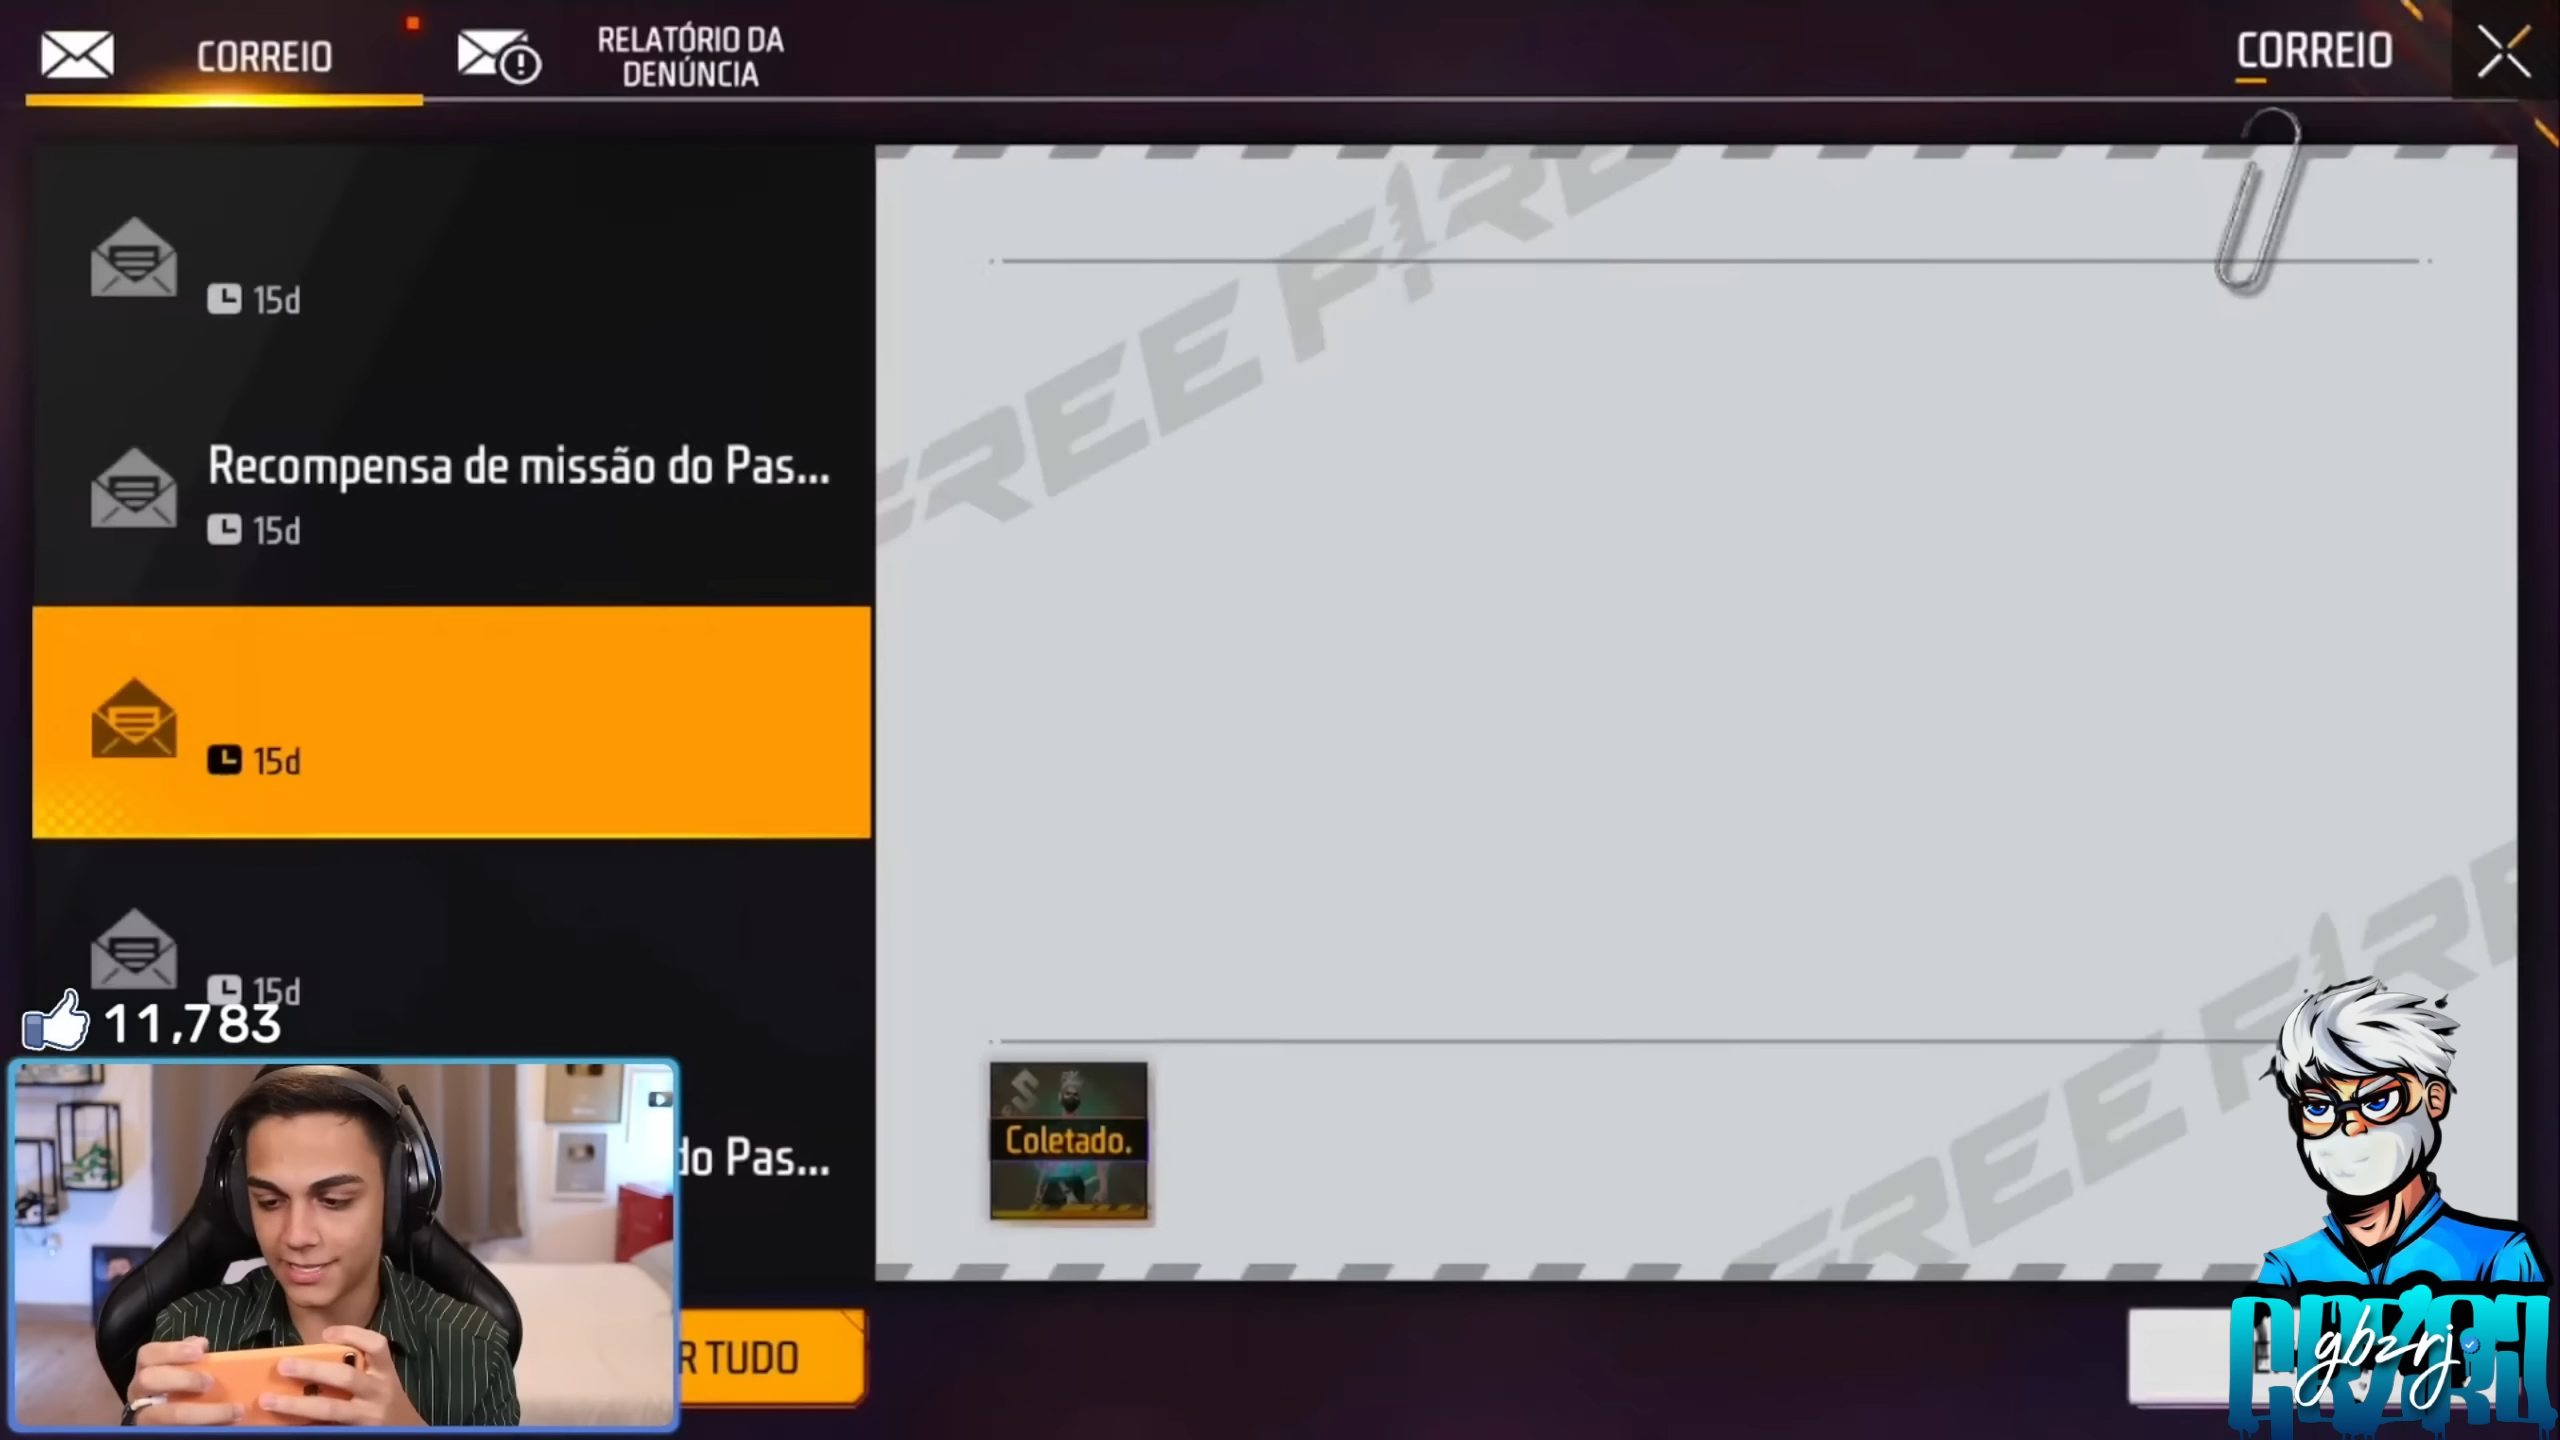 CORREIO
RELATÓRIO DA
DENÚNCIA
CORREIO
15d
Recompensa de missão do Pas...
15d
15d
15d
11,783
do Pas...
R TUDO
FREE FIRE
FREE FIRE
Coletado.
gbzrj